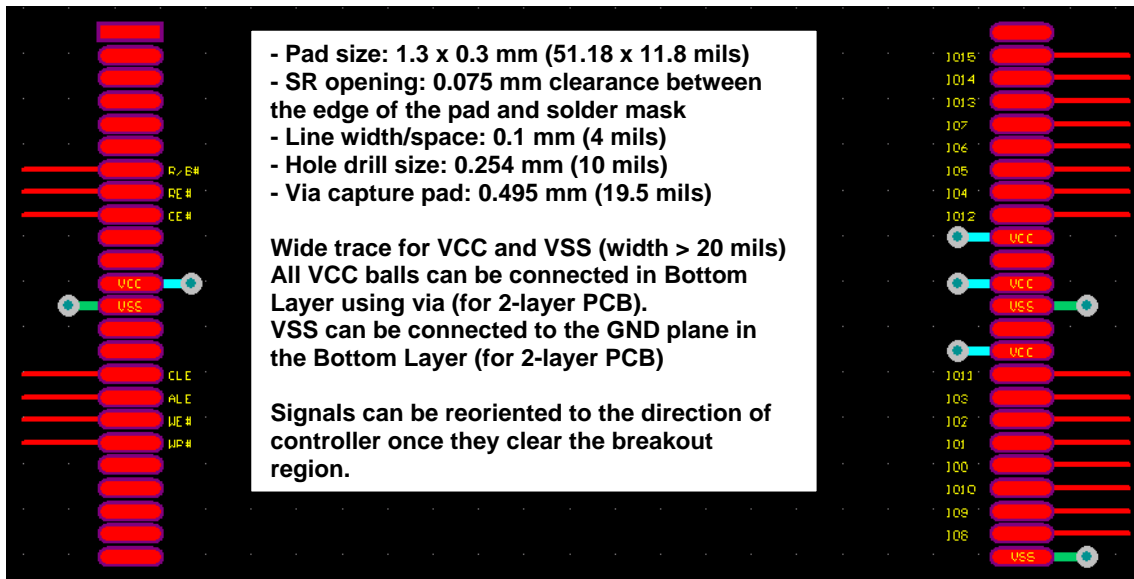 - Pad size: 1.3 x 0.3 mm (51.18 x 11.8 mils)
- SR opening: 0.075 mm clearance between
the edge of the pad and solder mask
- Line width/space: 0.1 mm (4 mils)
- Hole drill size: 0.254 mm (10 mils)
- Via capture pad: 0.495 mm (19.5 mils)
Wide trace for VCC and VSS (width > 20 mils)
All VCC balls can be connected in Bottom
Layer using via (for 2-layer PCB).
VSS can be connected to the GND plane in
the Bottom Layer (for 2-layer PCB)
Signals can be reoriented to the direction of
controller once they clear the breakout
region.
R/B#
RE#
CE#
VCC
VSS
CLE
ALE
WE#
WP#
IO15
IO14
IO13
IO7
IO6
IO5
IO4
IO12
VCC
VCC
VSS
VCC
IO11
IO3
IO2
IO1
IO0
IO10
IO9
IO8
VSS